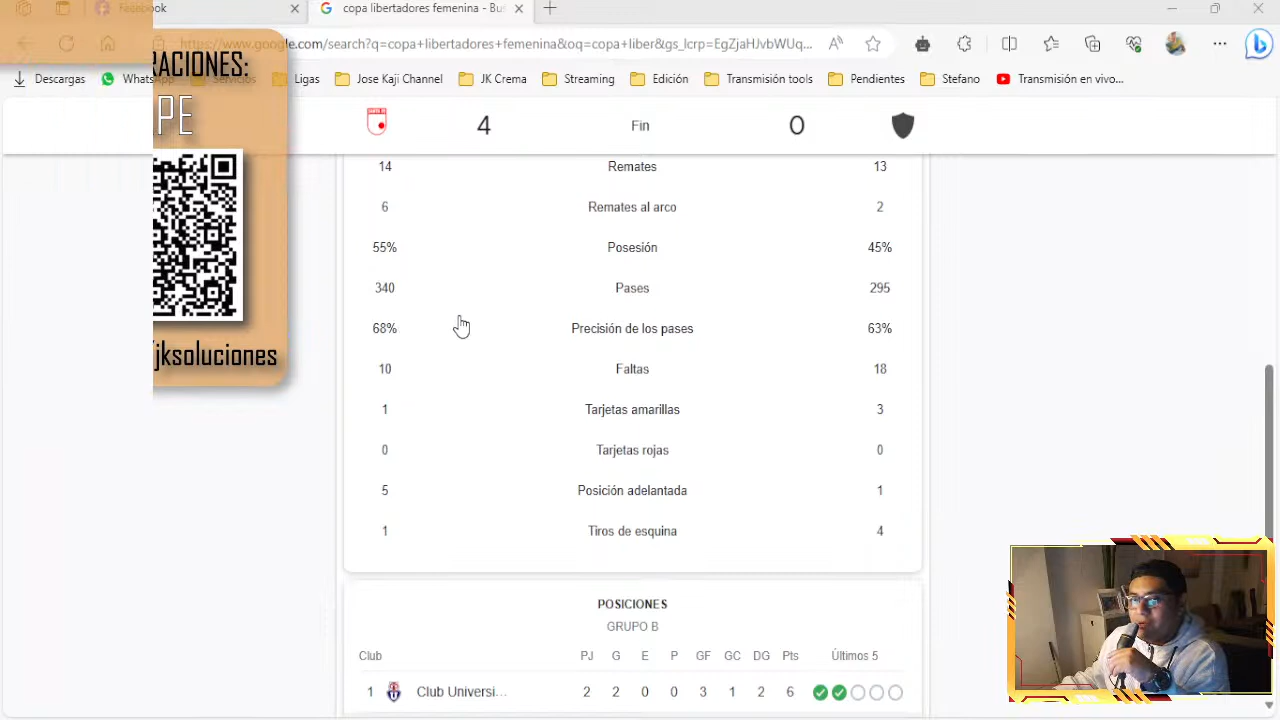 Facebook
copa libertadores femenina - Bus
https://www.google.com/search?q=copa+libertadores+femenina&oq=copa+liber&gs_lcrp=EgZjaHJvbWUq...
Descargas
WhatsApp
Servicios
Ligas
Jose Kaji Channel
JK Crema
Streaming
Edición
Transmisión tools
Pendientes
Stefano
Transmisión en vivo...
RACIONES:
PE
/jksoluciones
4 Fin 0
14 Remates 13
6 Remates al arco 2
55% Posesión 45%
340 Pases 295
68% Precisión de los pases 63%
10 Faltas 18
1 Tarjetas amarillas 3
0 Tarjetas rojas 0
5 Posición adelantada 1
1 Tiros de esquina 4
POSICIONES
GRUPO B
Club PJ G E P GF GC DG Pts Últimos 5
1 Club Universi... 2 2 0 0 3 1 2 6